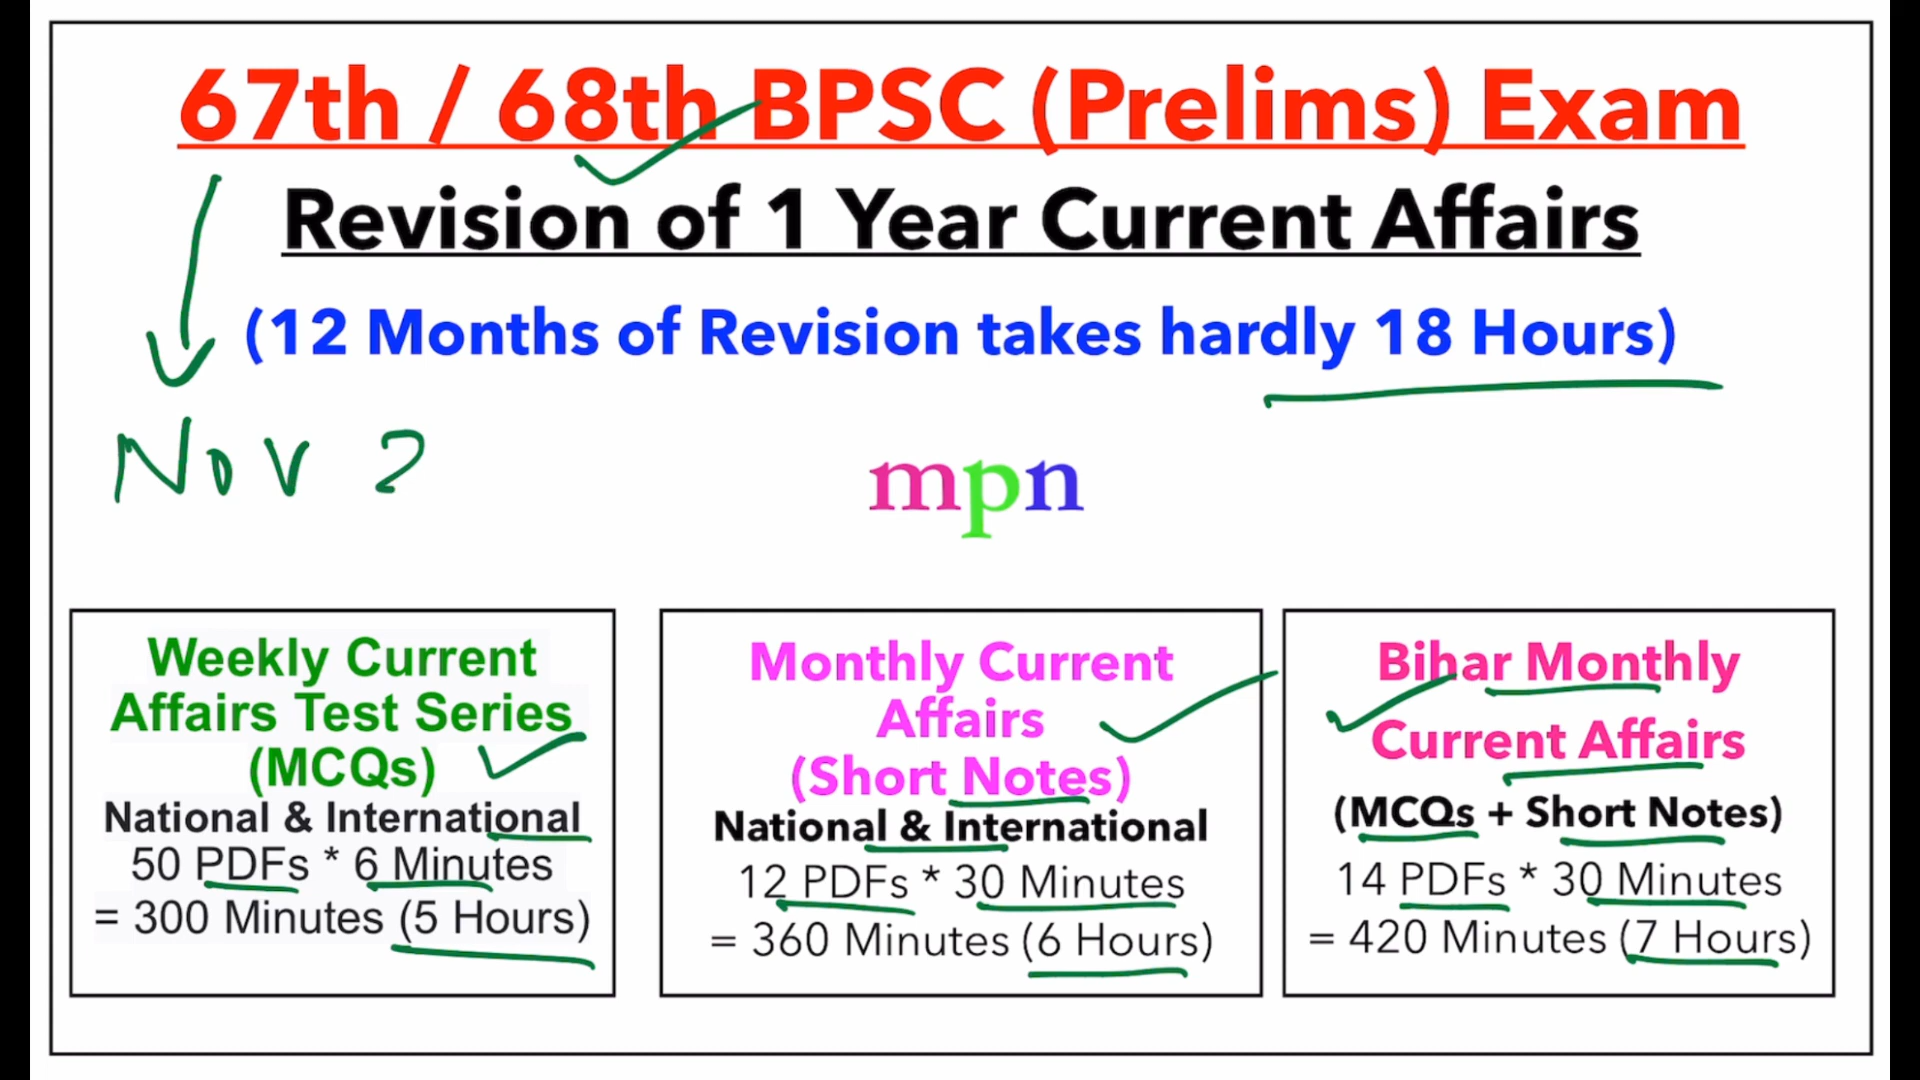 67th / 68th BPSC (Prelims) Exam
Revision of 1 Year Current Affairs
(12 Months of Revision takes hardly 18 Hours)
Nov 2
mpn
Weekly Current
Affairs Test Series
(MCQs)
National & International
50 PDFs * 6 Minutes
= 300 Minutes (5 Hours)
Monthly Current
Affairs
(Short Notes)
National & International
12 PDFs * 30 Minutes
= 360 Minutes (6 Hours)
Bihar Monthly
Current Affairs
(MCQs + Short Notes)
14 PDFs * 30 Minutes
= 420 Minutes (7 Hours)